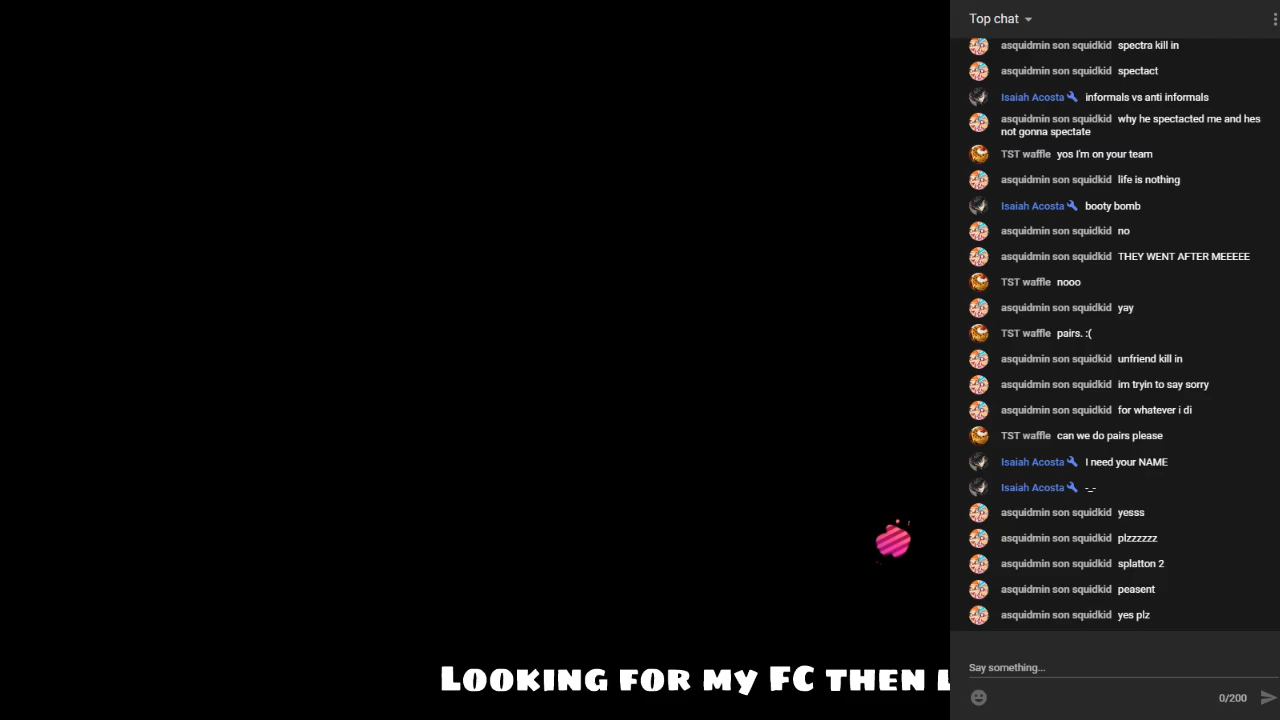 Top chat
asquidmin son squidkid spectra kill in
asquidmin son squidkid spectact
Isaiah Acosta informals vs anti informals
asquidmin son squidkid why he spectacted me and hes
not gonna spectate
TST waffle yos I'm on your team
asquidmin son squidkid life is nothing
Isaiah Acosta booty bomb
asquidmin son squidkid no
asquidmin son squidkid THEY WENT AFTER MEEEEE
TST waffle nooo
asquidmin son squidkid yay
TST waffle pairs. :(
asquidmin son squidkid unfriend kill in
asquidmin son squidkid im tryin to say sorry
asquidmin son squidkid for whatever i di
TST waffle can we do pairs please
Isaiah Acosta I need your NAME
Isaiah Acosta -_-
asquidmin son squidkid yesss
asquidmin son squidkid plzzzzzz
asquidmin son squidkid splatton 2
asquidmin son squidkid peasent
asquidmin son squidkid yes plz
Say something...
0/200
Looking for my FC then